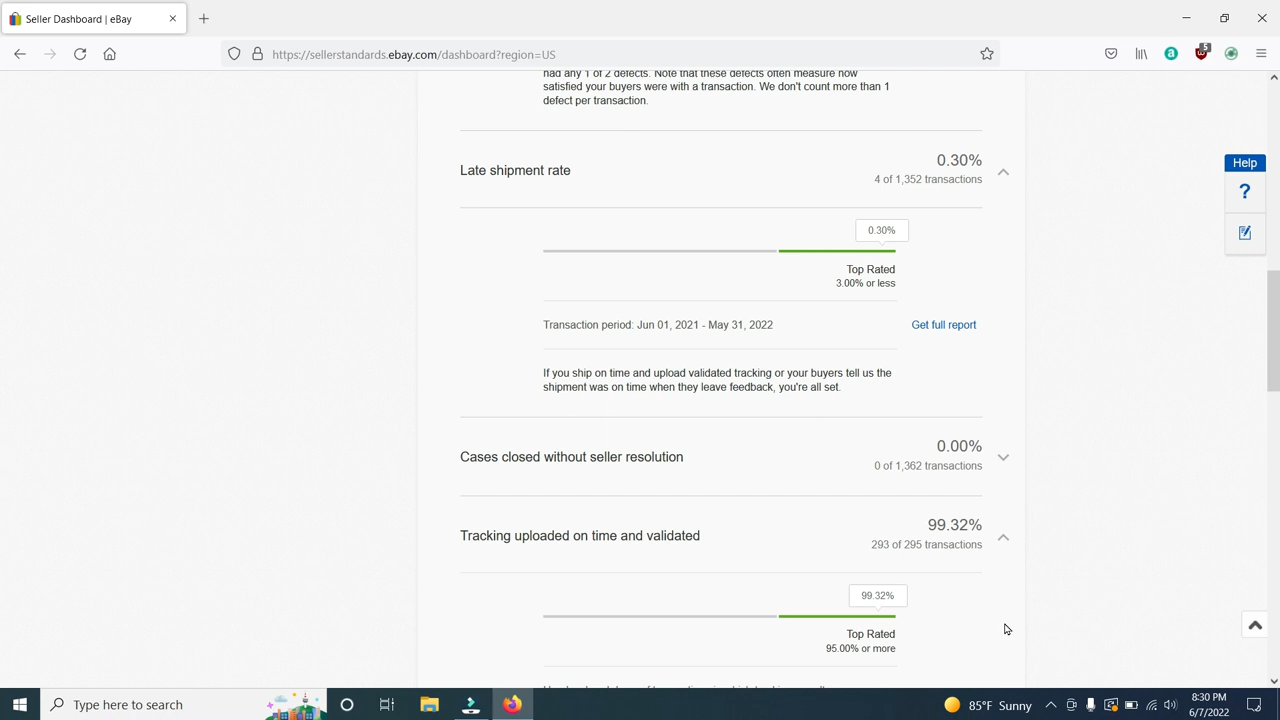 Seller Dashboard | eBay
https://sellerstandards.ebay.com/dashboard?region=US
5
had any 1 of 2 defects. Note that these defects often measure how
satisfied your buyers were with a transaction. We don't count more than 1
defect per transaction.
Late shipment rate
0.30%
4 of 1,352 transactions
0.30%
Top Rated
3.00% or less
Transaction period: Jun 01, 2021 - May 31, 2022
Get full report
If you ship on time and upload validated tracking or your buyers tell us the
shipment was on time when they leave feedback, you're all set.
Cases closed without seller resolution
0.00%
0 of 1,362 transactions
Tracking uploaded on time and validated
99.32%
293 of 295 transactions
99.32%
Top Rated
95.00% or more
Help
?
Type here to search
85°F Sunny
8:30 PM
6/7/2022